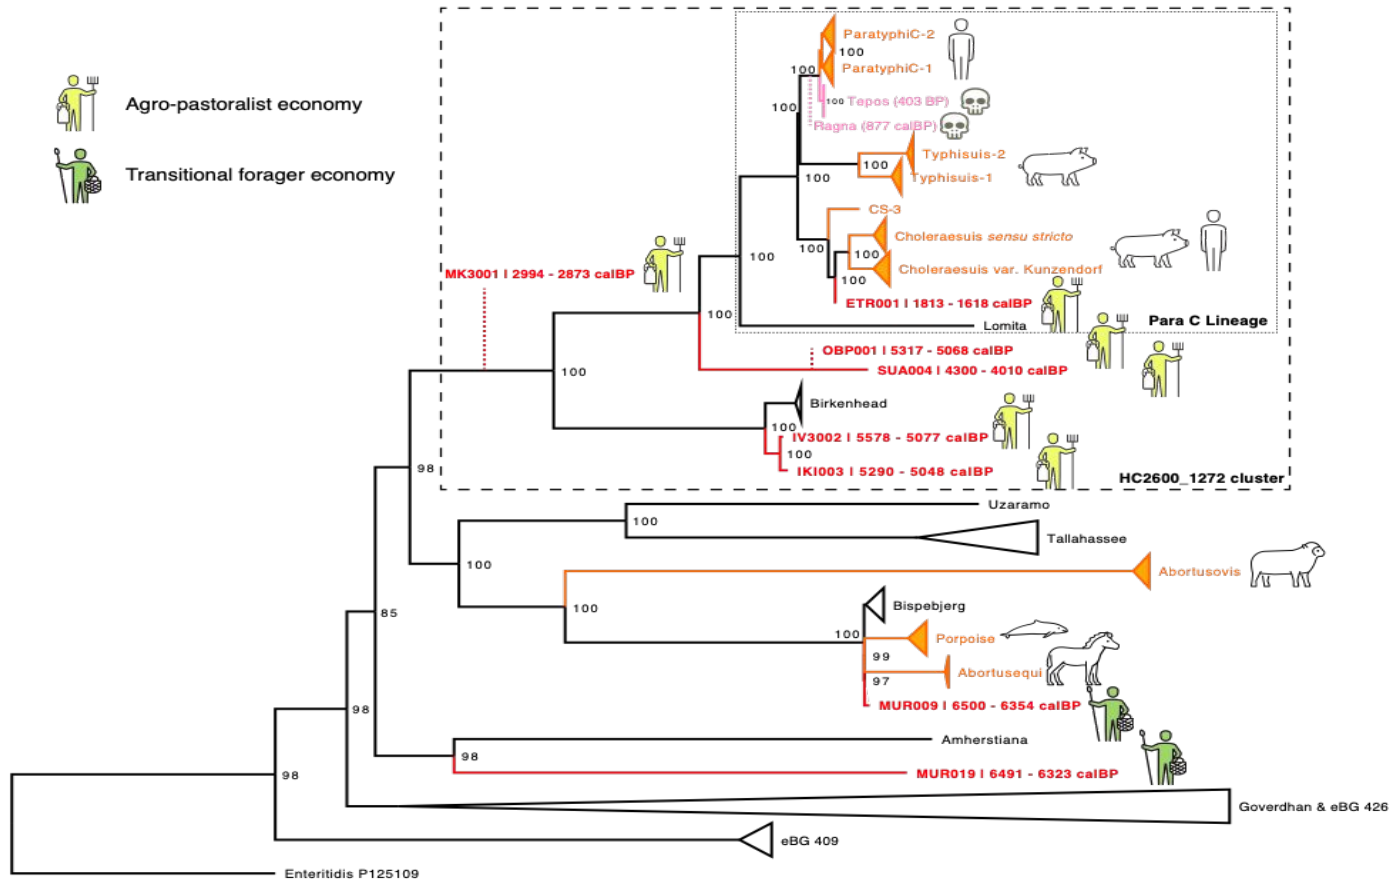 ParatyphiC-2
100
ParatyphiC-1
100
Agro-pastoralist economy
100
100 Tepos (403 BP)
Ragna (877 calBP)
Typhisuis-2
100
Transitional forager economy
100
Typhisuis-1
CS-3
Choleraesuis sensu stricto
100
100
Choleraesuis var. Kunzendorf
100
MK3001 | 2994 - 2873 calBP
100
ETR001 | 1813 - 1618 calBP
100
Lomita
Para C Lineage
OBP001 | 5317 - 5068 calBP
100
SUA004 | 4300 - 4010 calBP
Birkenhead
100
IV3002 | 5578 - 5077 calBP
100
98
IKI003 | 5290 - 5048 calBP
HC2600_1272 cluster
Uzaramo
100
Tallahassee
100
Abortusovis
100
Bispebjerg
85
100
Porpoise
99
Abortusequi
97
MUR009 | 6500 - 6354 calBP
98
Amherstiana
98
MUR019 | 6491 - 6323 calBP
98
Goverdhan & eBG 426
eBG 409
Enteritidis P125109